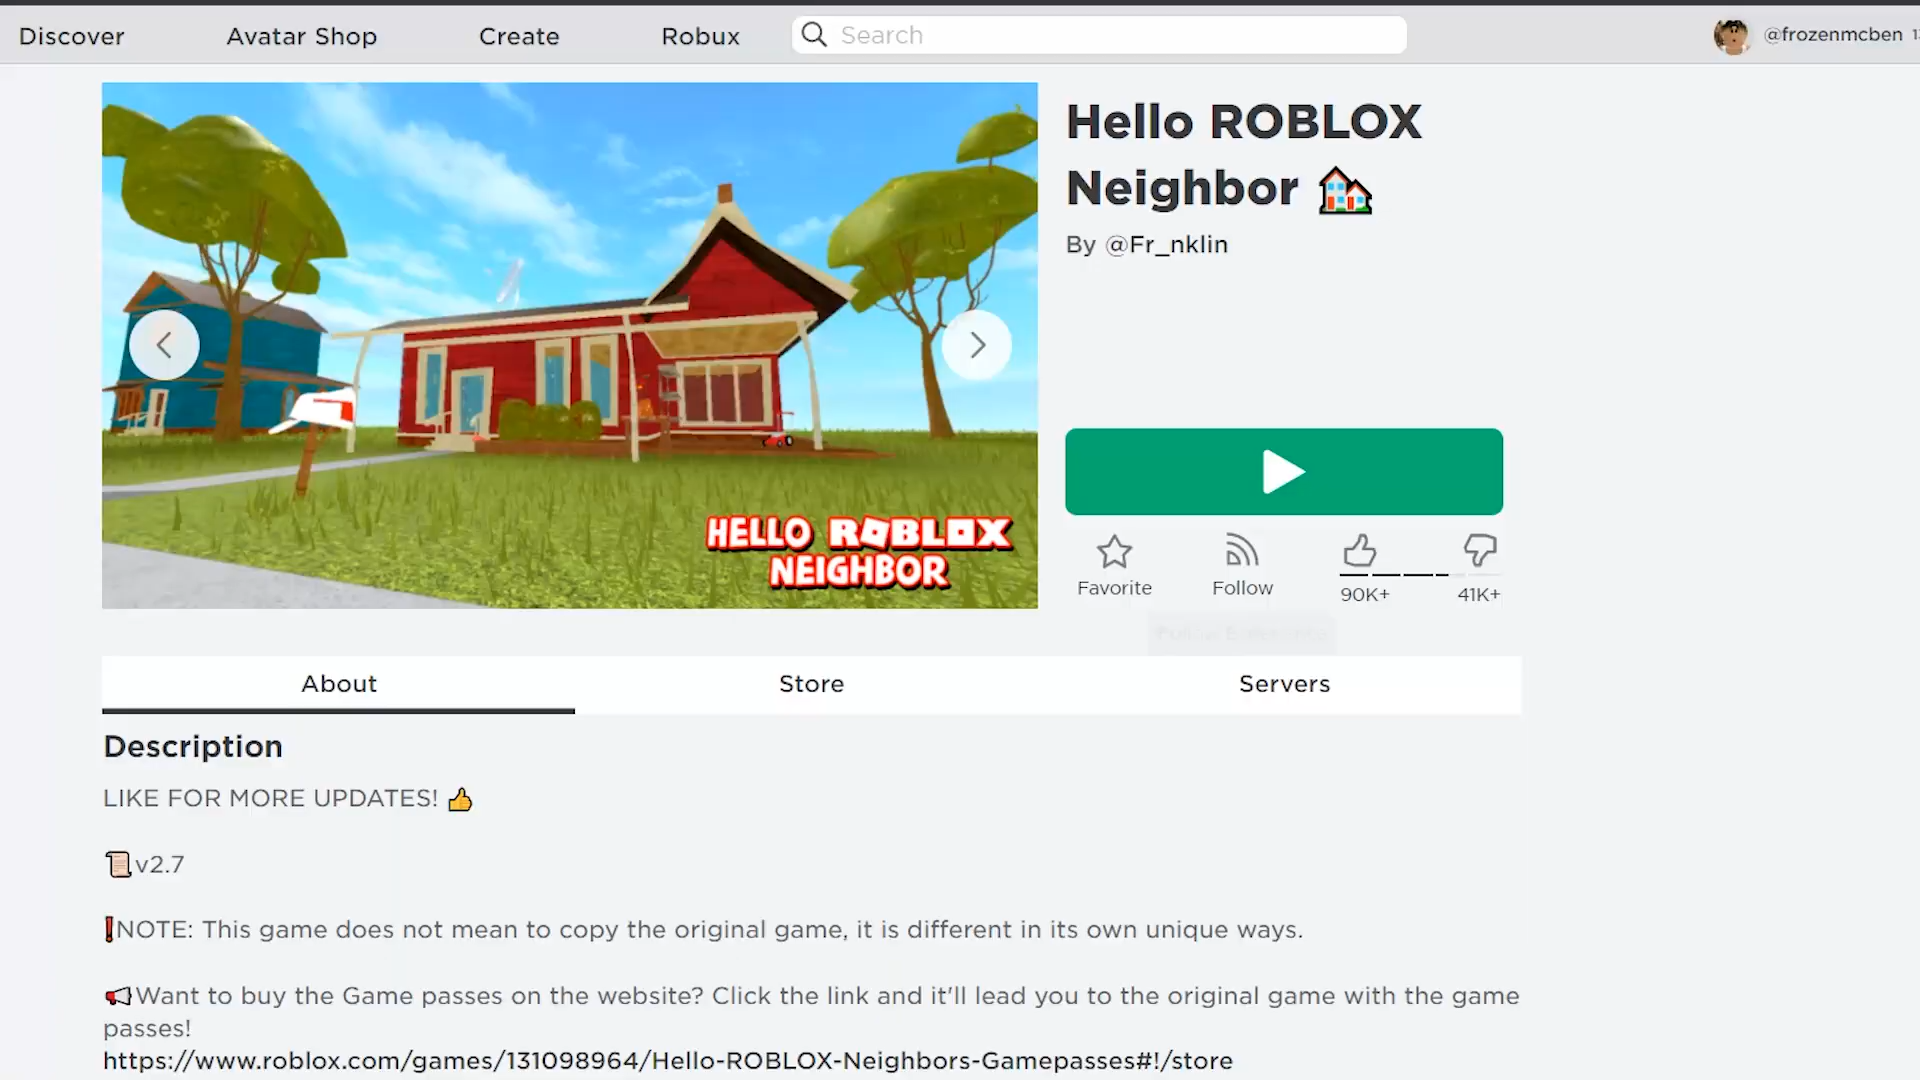 Discover
Avatar Shop
Create
Robux
Search
@frozenmcben
Hello ROBLOX
Neighbor 🏘️
By @Fr_nklin
HELLO ROBLOX
NEIGHBOR
Favorite
Follow
90K+
41K+
About
Store
Servers
Description
LIKE FOR MORE UPDATES! 👍
📜v2.7
❗NOTE: This game does not mean to copy the original game, it is different in its own unique ways.
📢Want to buy the Game passes on the website? Click the link and it'll lead you to the original game with the game
passes!
https://www.roblox.com/games/131098964/Hello-ROBLOX-Neighbors-Gamepasses#!/store